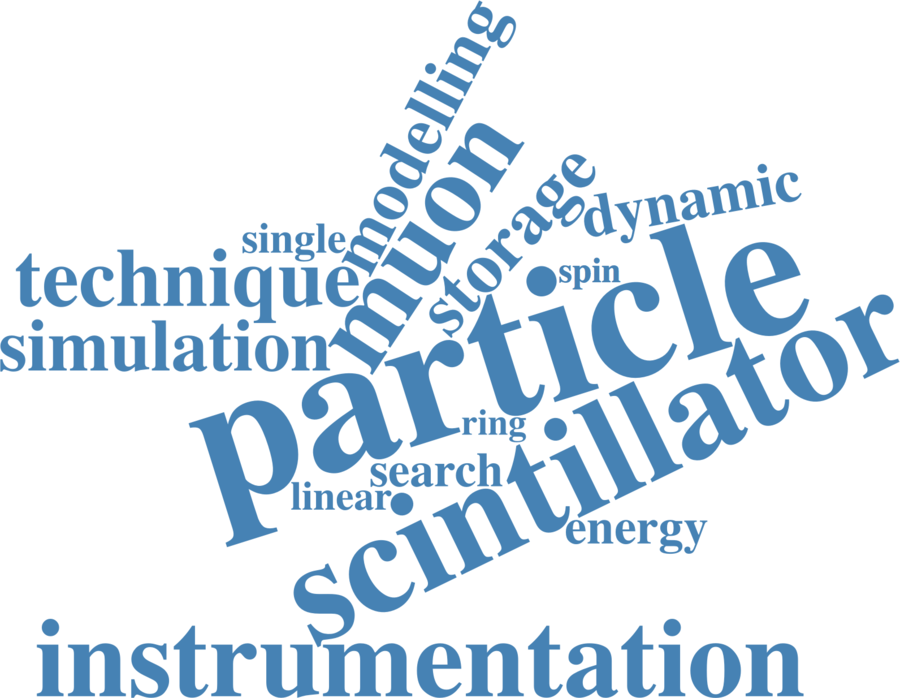 modelling
muon
storage
dynamic
single
technique
spin
simulation
particle
scintillator
ring
search
linear
energy
instrumentation